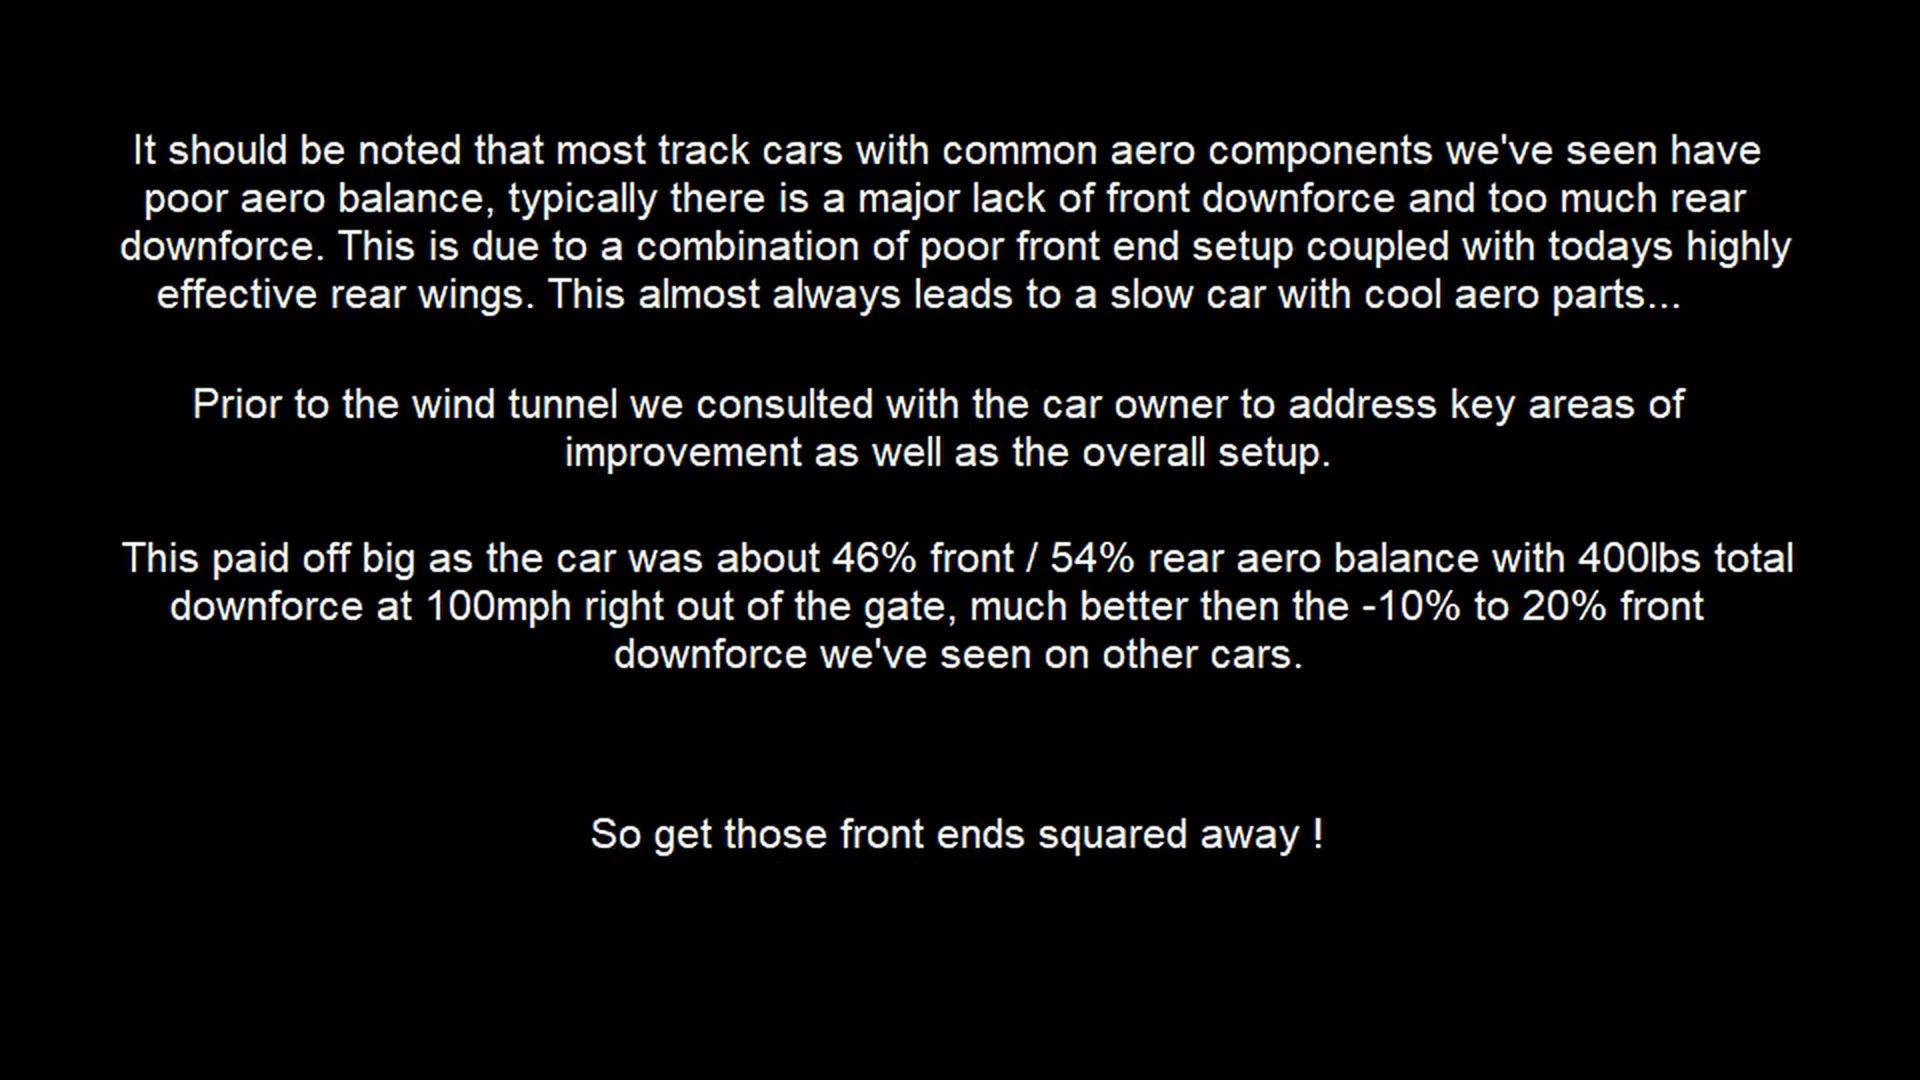 It should be noted that most track cars with common aero components we've seen have
poor aero balance, typically there is a major lack of front downforce and too much rear
downforce. This is due to a combination of poor front end setup coupled with todays highly
effective rear wings. This almost always leads to a slow car with cool aero parts...
Prior to the wind tunnel we consulted with the car owner to address key areas of
improvement as well as the overall setup.
This paid off big as the car was about 46% front / 54% rear aero balance with 400lbs total
downforce at 100mph right out of the gate, much better then the -10% to 20% front
downforce we've seen on other cars.
So get those front ends squared away !